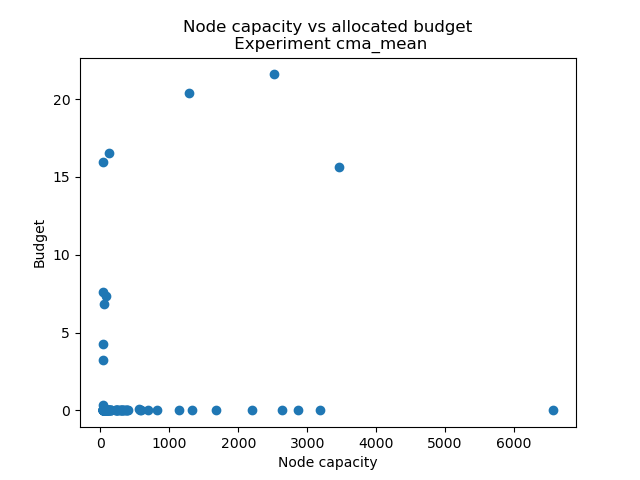 Node capacity vs allocated budget
Experiment cma_mean
20
15
10
5
0
Budget
0 1000 2000 3000 4000 5000 6000
Node capacity